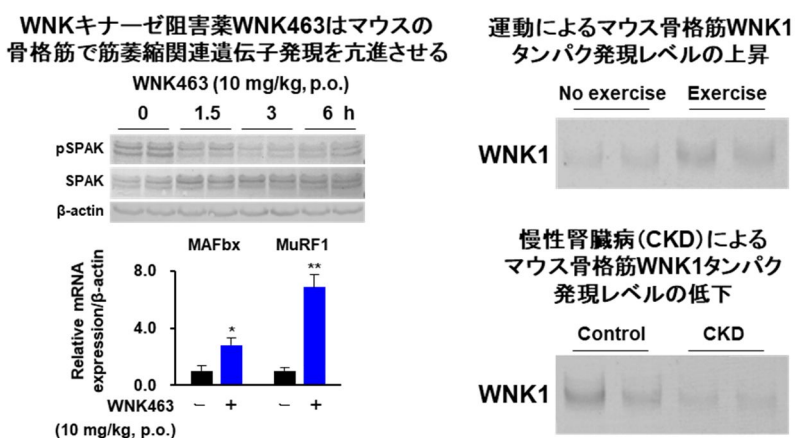 WNKキナーゼ阻害薬WNK463はマウスの
骨格筋で筋萎縮関連遺伝子発現を亢進させる
WNK463 (10 mg/kg, p.o.)
0 1.5 3 6 h
pSPAK
SPAK
β-actin
MAFbx MuRF1
Relative mRNA
expression/β-actin
8.0
4.0
0.0
* **
WNK463 − + − +
(10 mg/kg, p.o.)
運動によるマウス骨格筋WNK1
タンパク発現レベルの上昇
No exercise Exercise
WNK1
慢性腎臓病(CKD)による
マウス骨格筋WNK1タンパク
発現レベルの低下
Control CKD
WNK1